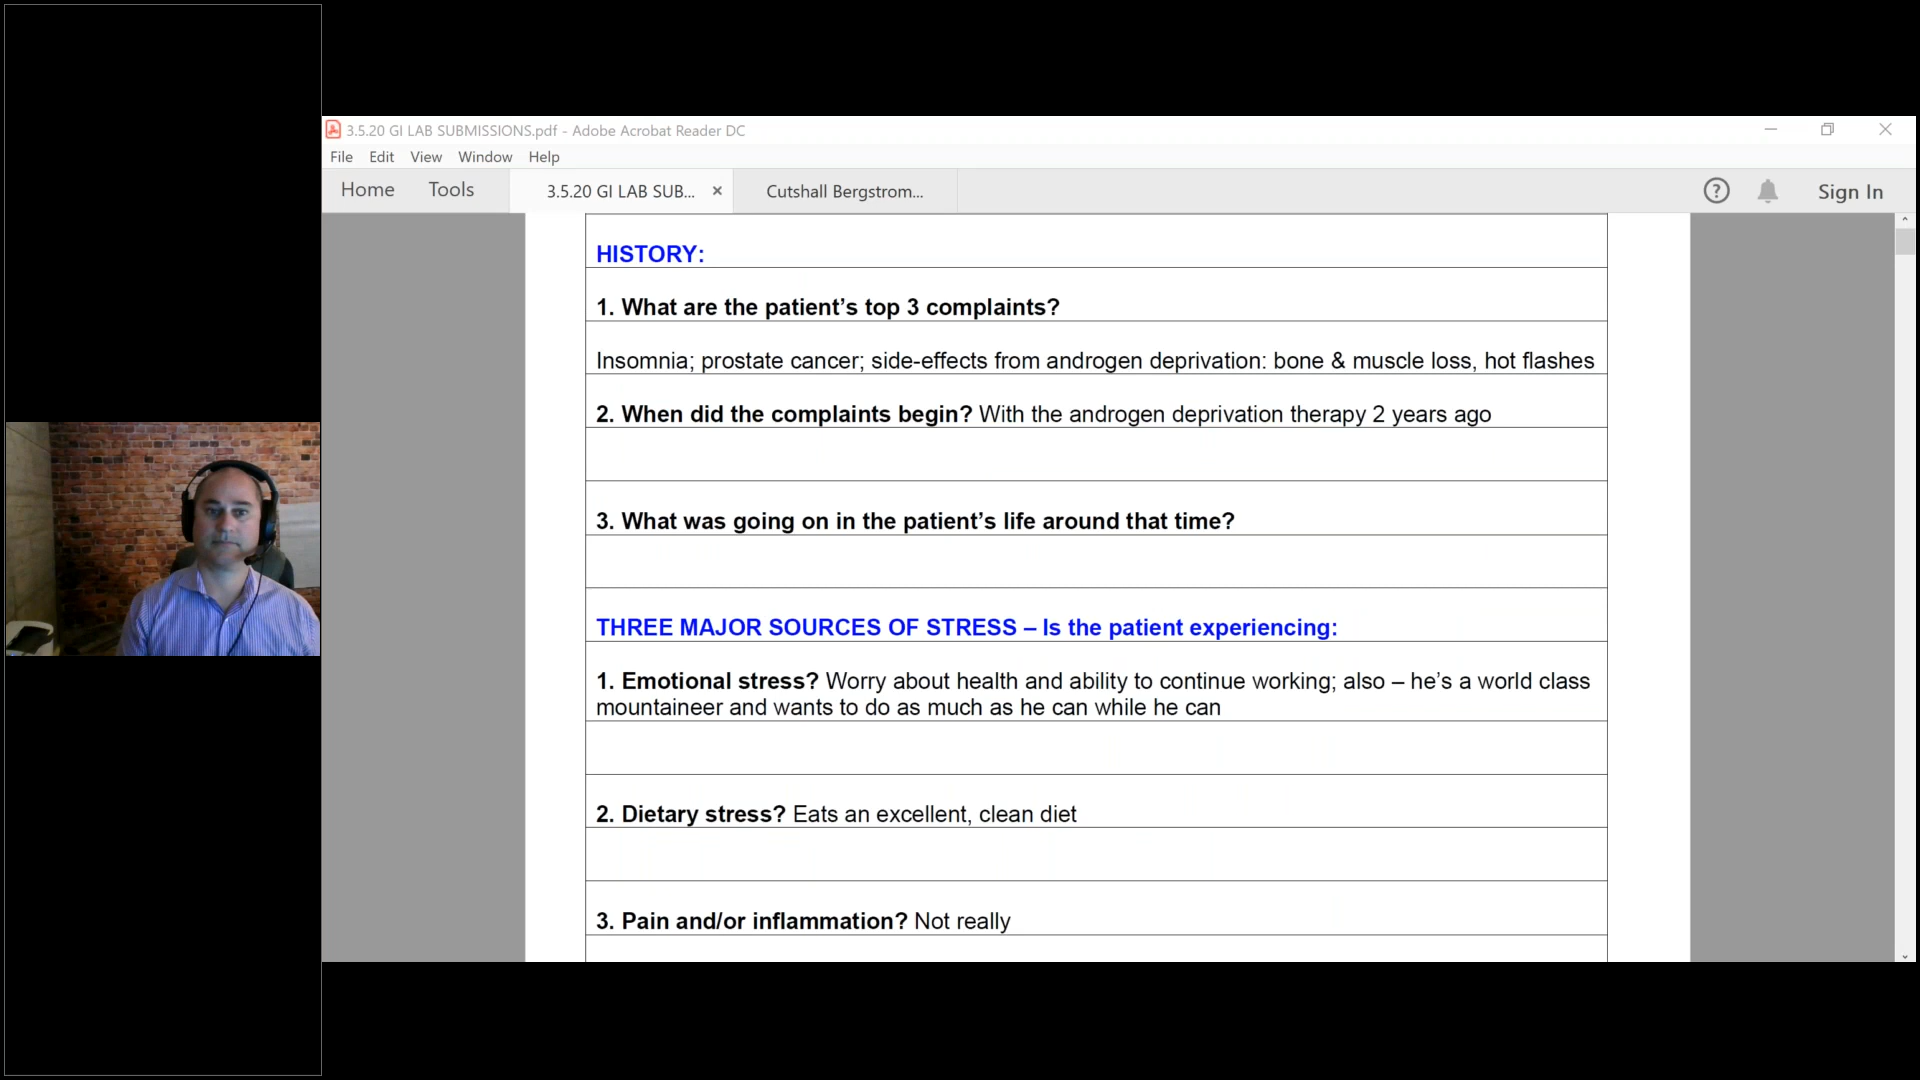 3.5.20 GI LAB SUBMISSIONS.pdf - Adobe Acrobat Reader DC
File Edit View Window Help
Home Tools 3.5.20 GI LAB SUB... × Cutshall Bergstrom... ? Sign In
HISTORY:
1. What are the patient’s top 3 complaints?
Insomnia; prostate cancer; side-effects from androgen deprivation: bone & muscle loss, hot flashes
2. When did the complaints begin? With the androgen deprivation therapy 2 years ago
3. What was going on in the patient’s life around that time?
THREE MAJOR SOURCES OF STRESS – Is the patient experiencing:
1. Emotional stress? Worry about health and ability to continue working; also – he’s a world class
mountaineer and wants to do as much as he can while he can
2. Dietary stress? Eats an excellent, clean diet
3. Pain and/or inflammation? Not really